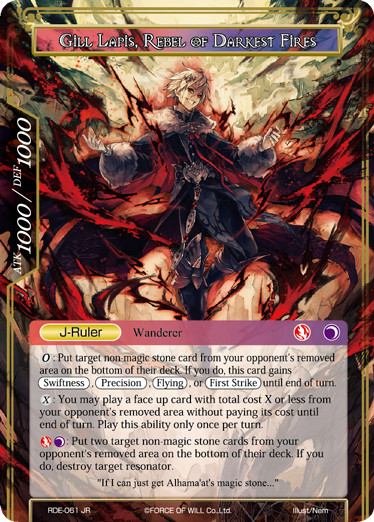 Gill Lapis, Rebel of Darkest Fires
ATK 1000 / DEF 1000
J-Ruler Wanderer
O : Put target non-magic stone card from your opponent's removed
area on the bottom of their deck. If you do, this card gains
Swiftness , Precision , Flying , or First Strike until end of turn.
X : You may play a face up card with total cost X or less from
your opponent's removed area without paying its cost until
end of turn. Play this ability only once per turn.
: Put two target non-magic stone cards from your
opponent's removed area on the bottom of their deck. If you
do, destroy target resonator.
"If I can just get Alhama'at's magic stone..."
RDE-061 JR ©FORCE OF WILL Co.,Ltd. Illust/Nem